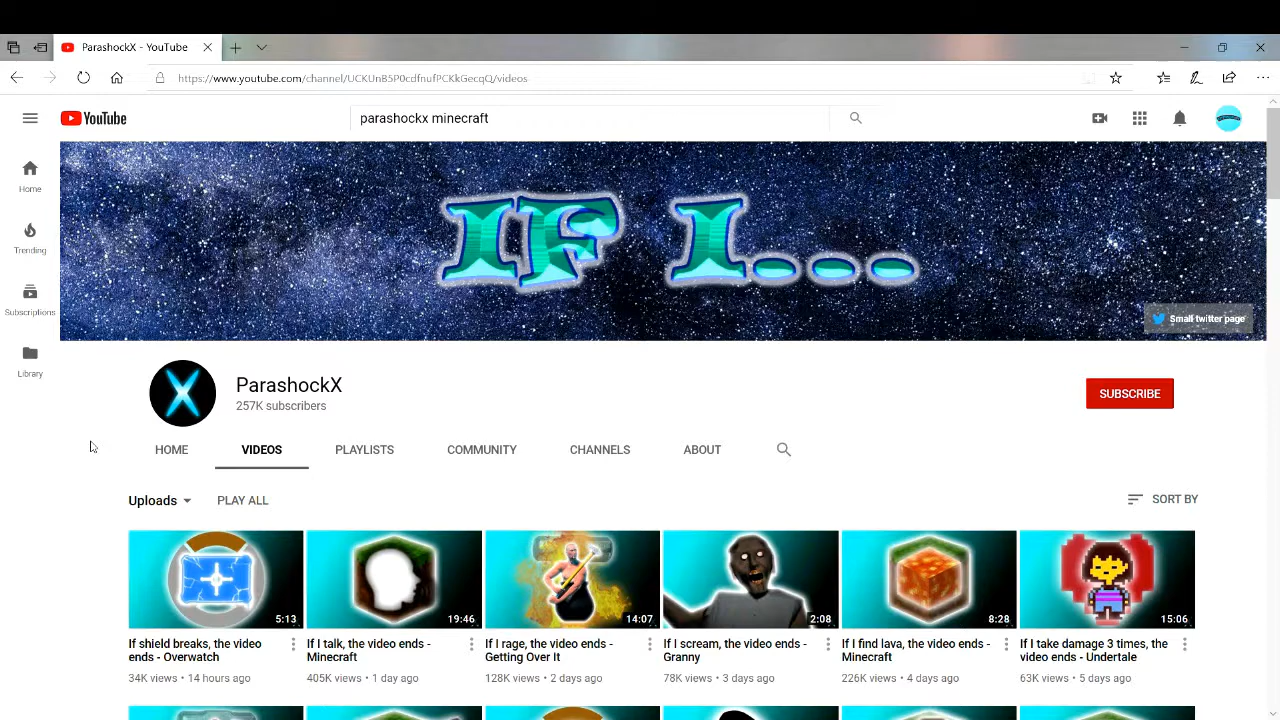 ParashockX - YouTube
https://www.youtube.com/channel/UCKUnB5P0cdfnufPCKkGecqQ/videos
YouTube
parashockx minecraft
Home
Trending
Subscriptions
Library
IF I...
Small twitter page
X
ParashockX
257K subscribers
SUBSCRIBE
HOME VIDEOS PLAYLISTS COMMUNITY CHANNELS ABOUT
Uploads PLAY ALL SORT BY
5:13
If shield breaks, the video
ends - Overwatch
34K views • 14 hours ago
19:46
If I talk, the video ends -
Minecraft
405K views • 1 day ago
14:07
If I rage, the video ends -
Getting Over It
128K views • 2 days ago
2:08
If I scream, the video ends -
Granny
78K views • 3 days ago
8:28
If I find lava, the video ends -
Minecraft
226K views • 4 days ago
15:06
If I take damage 3 times, the
video ends - Undertale
63K views • 5 days ago